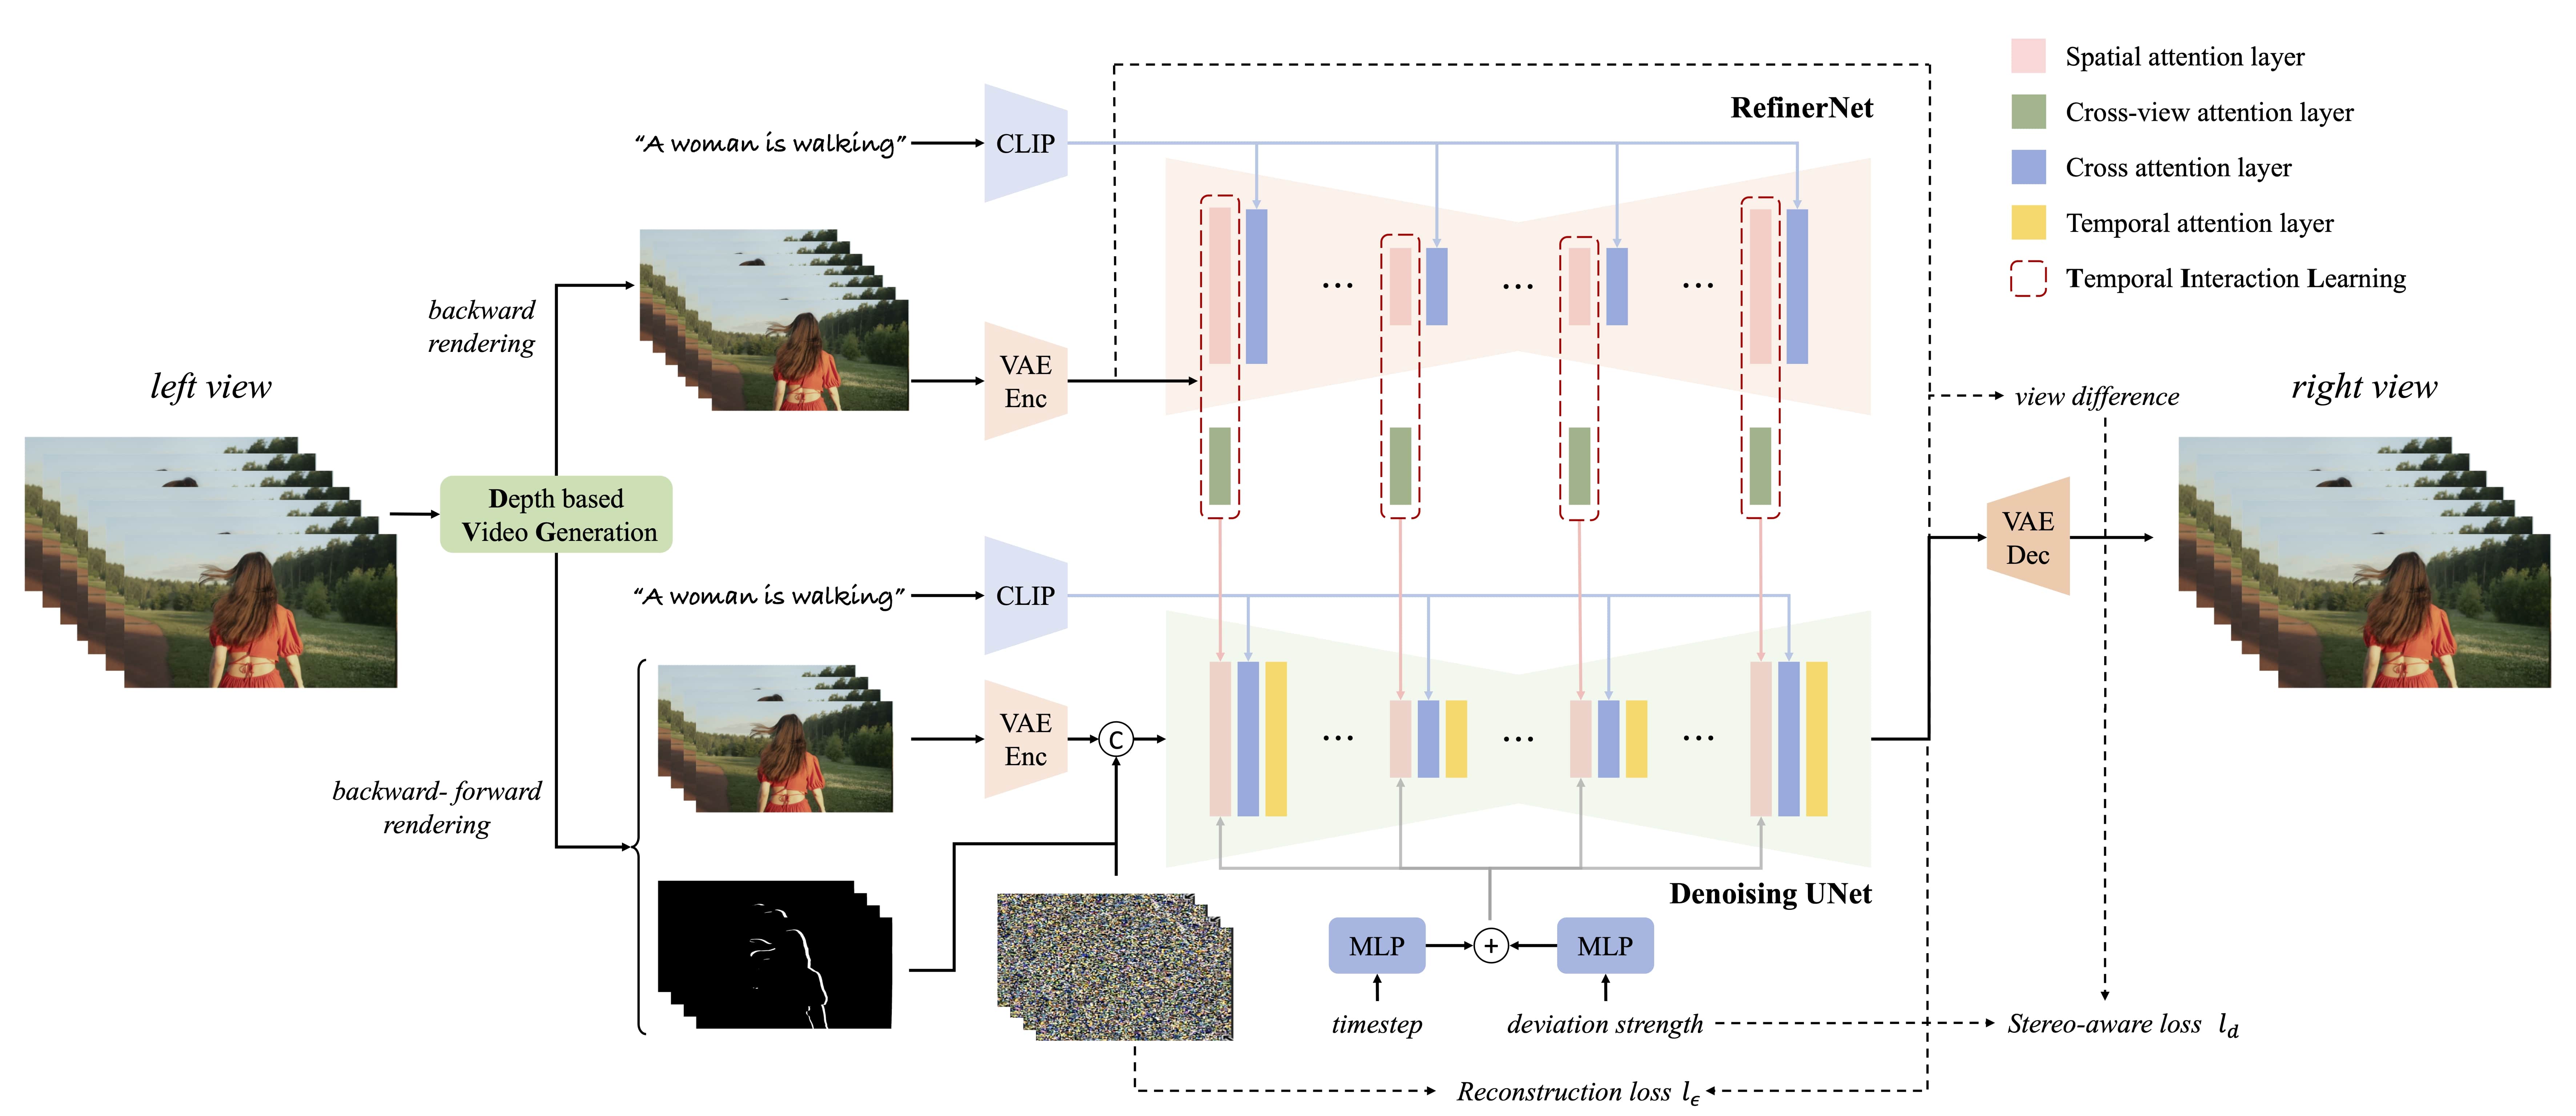 left view
Depth based
Video Generation
backward
rendering
backward- forward
rendering
“A woman is walking”
CLIP
VAE
Enc
RefinerNet
...
...
...
“A woman is walking”
CLIP
VAE
Enc
C
...
...
...
Denoising UNet
MLP
+
MLP
timestep
deviation strength
Reconstruction loss lϵ
Spatial attention layer
Cross-view attention layer
Cross attention layer
Temporal attention layer
Temporal Interaction Learning
view difference
VAE
Dec
right view
Stereo-aware loss ld